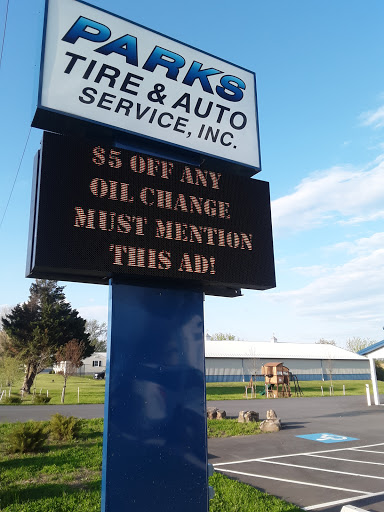 PARKS
TIRE & AUTO
SERVICE, INC.
$5 OFF ANY
OIL CHANGE
MUST MENTION
THIS AD!